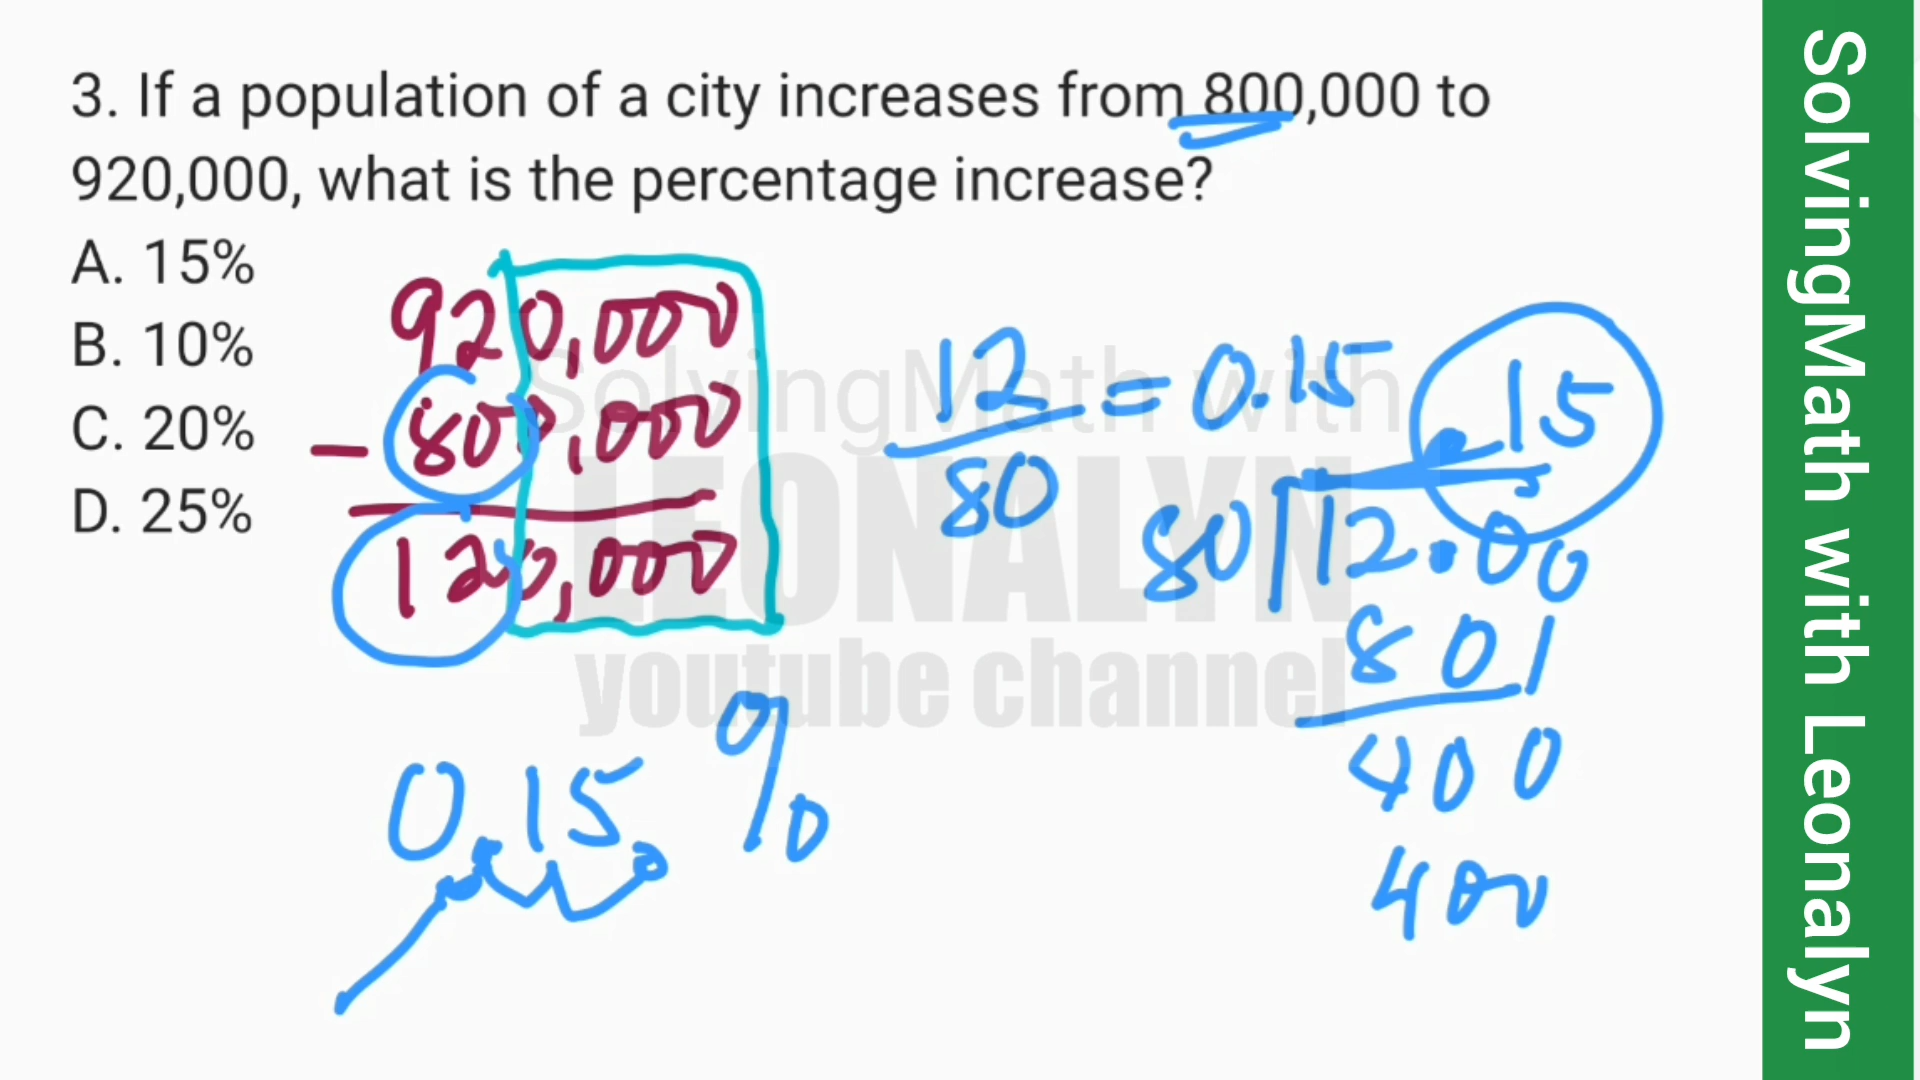 3. If a population of a city increases from 800,000 to
920,000, what is the percentage increase?
A. 15%
B. 10%
C. 20%
D. 25%
920,000
- 800,000
120,000
12
80
= 0.15
.15
80 12.00
80
400
400
0.15. %
SolvingMath with
LEONALYN
youtube channel
SolvingMath with Leonalyn